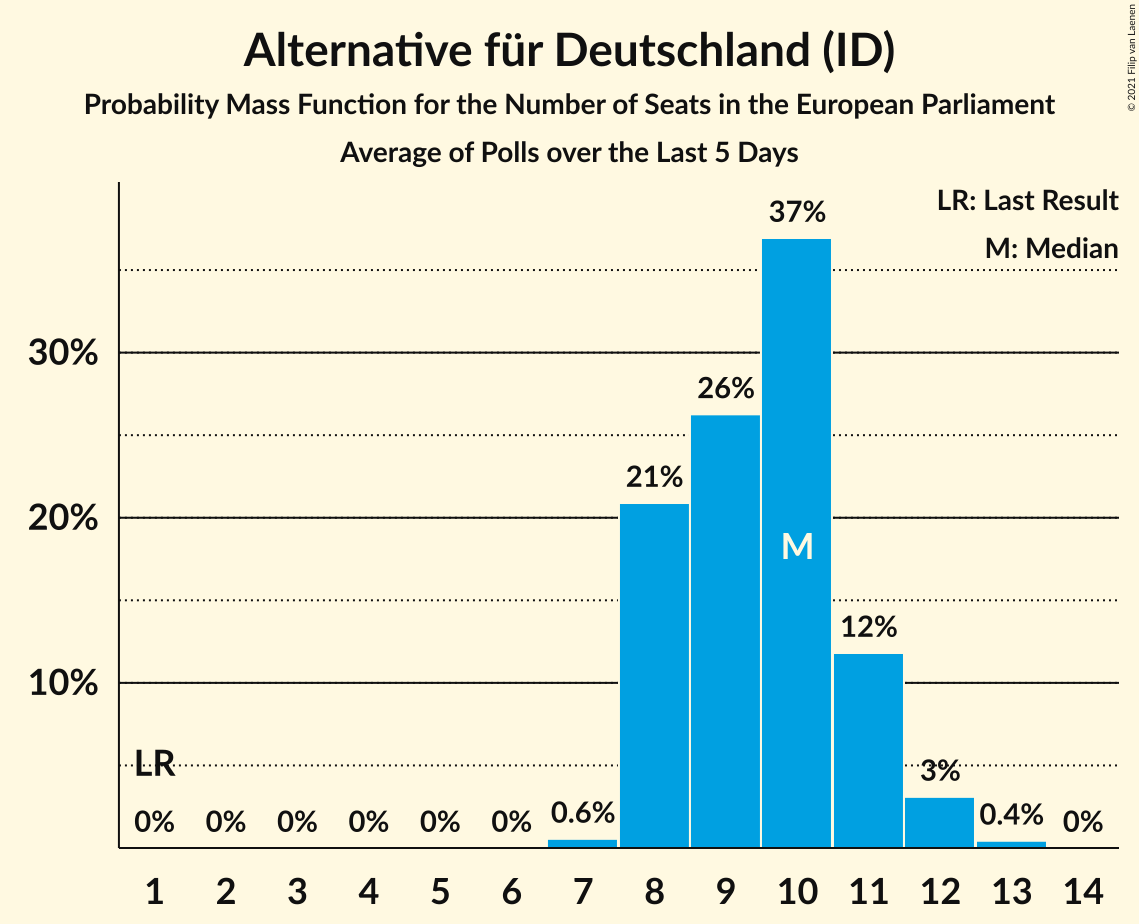 Alternative für Deutschland (ID)
Probability Mass Function for the Number of Seats in the European Parliament
Average of Polls over the Last 5 Days
© 2021 Filip van Laenen
LR: Last Result
M: Median
37%
30%
26%
21%
20%
M
12%
10%
LR
3%
0% 0% 0% 0% 0% 0% 0.6% 0.4% 0%
1 2 3 4 5 6 7 8 9 10 11 12 13 14